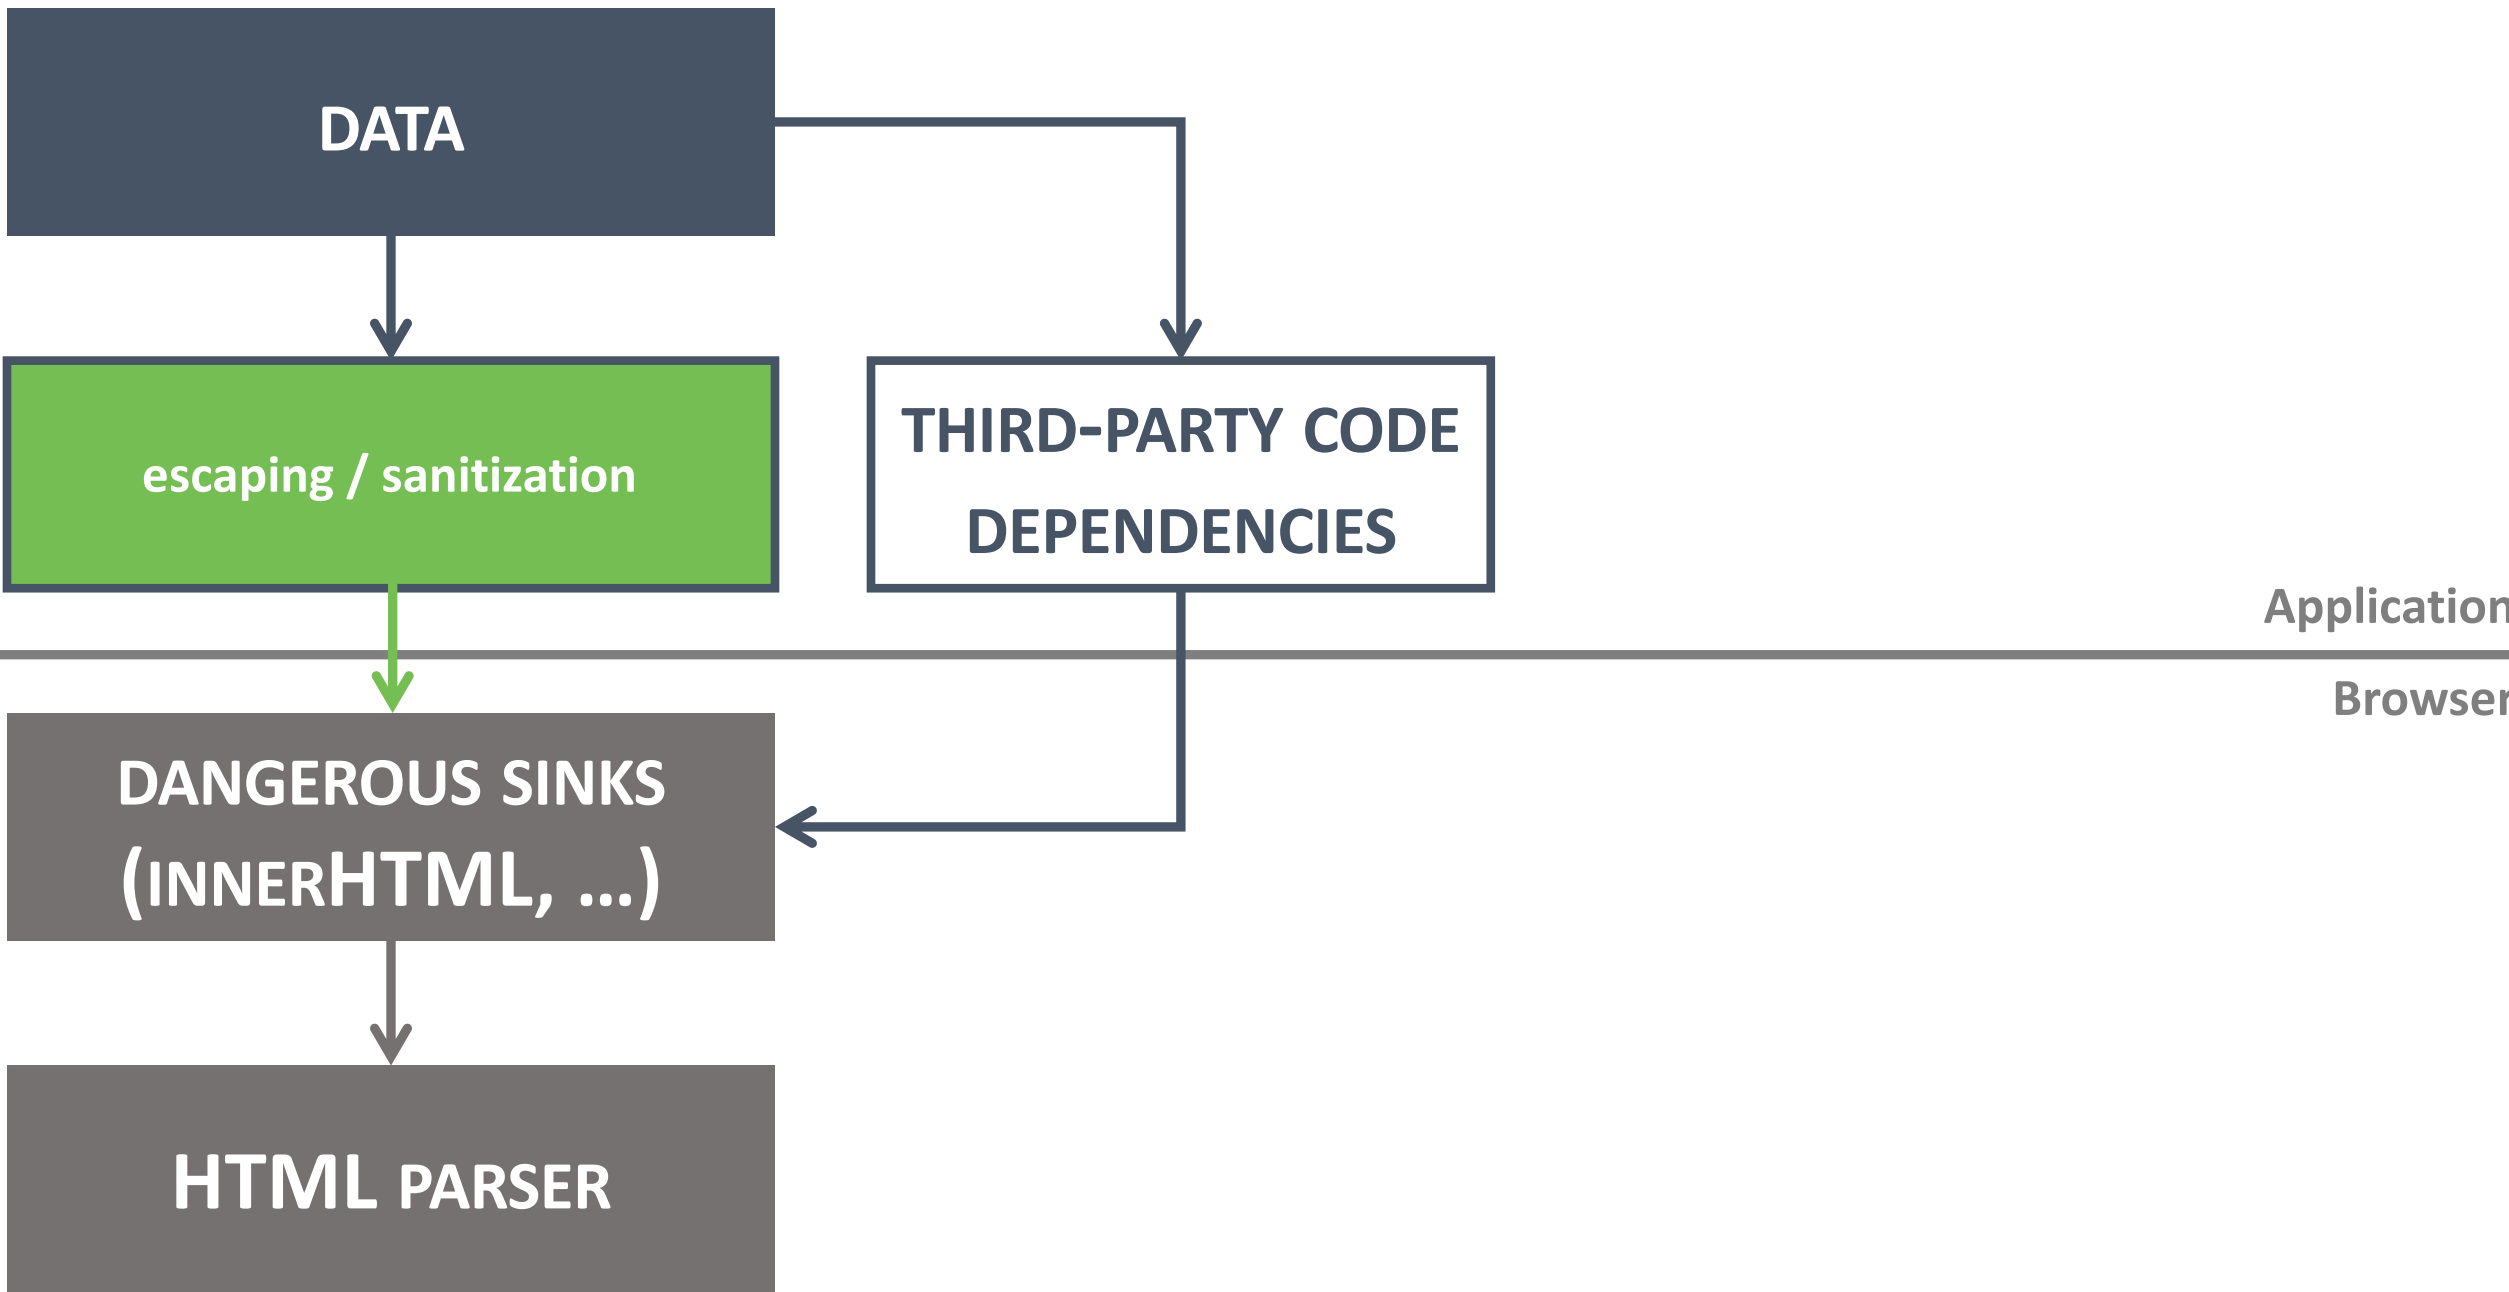 DATA
escaping / sanitization
THIRD-PARTY CODE
DEPENDENCIES
Application
Browser
DANGEROUS SINKS
(INNERHTML, ...)
HTML PARSER